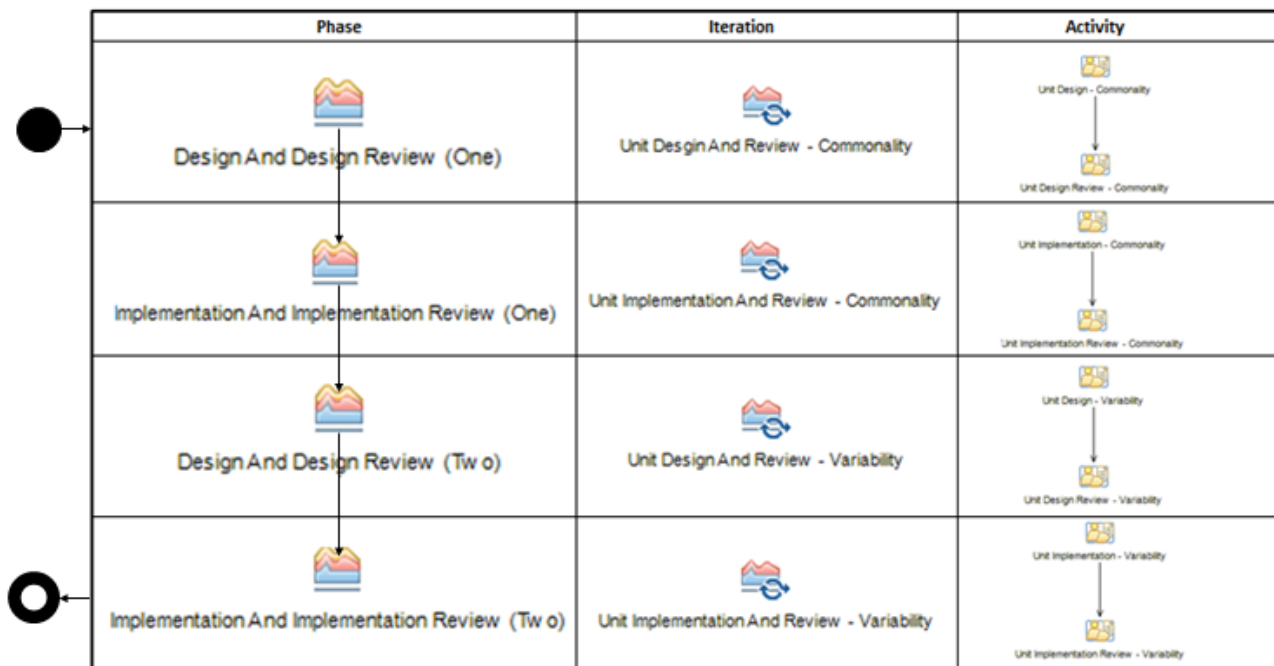 Phase Iteration Activity
Unit Design - Commonality
Design And Design Review (One) Unit Desgin And Review - Commonality
Unit Design Review - Commonality
Unit Implementation - Commonality
Implementation And Implementation Review (One) Unit Implementation And Review - Commonality
Unit Implementation Review - Commonality
Unit Design - Variability
Design And Design Review (Two) Unit Design And Review - Variability
Unit Design Review - Variability
Unit Implementation - Variability
Implementation And Implementation Review (Two) Unit Implementation And Review - Variability
Unit Implementation Review - Variability